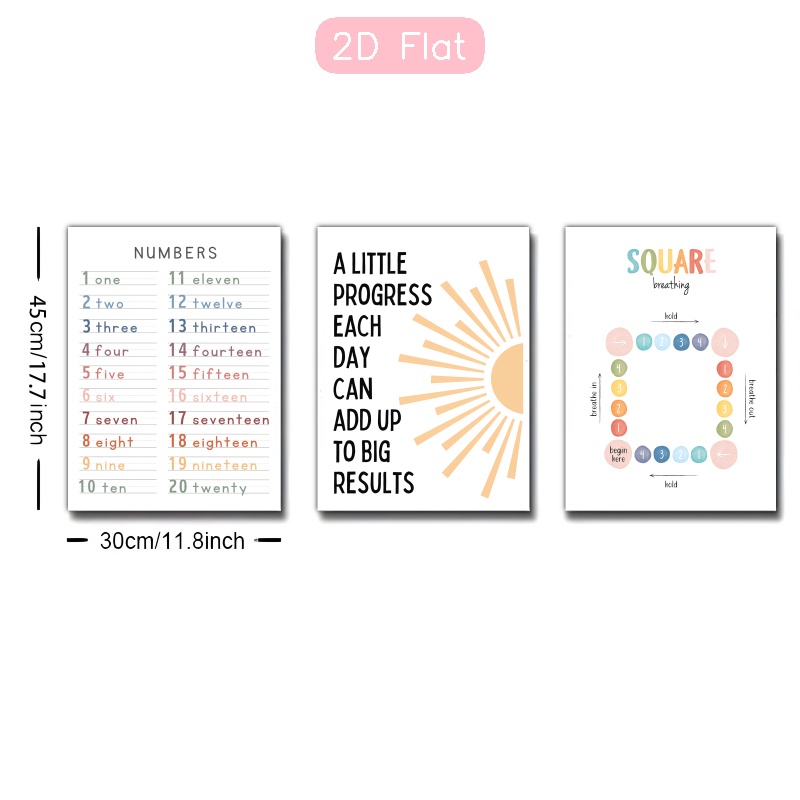 2D Flat
45cm/17.7inch
30cm/11.8inch
NUMBERS
1 one
2 two
3 three
4 four
5 five
6 six
7 seven
8 eight
9 nine
10 ten
11 eleven
12 twelve
13 thirteen
14 fourteen
15 fifteen
16 sixteen
17 seventeen
18 eighteen
19 nineteen
20 twenty
A LITTLE
PROGRESS
EACH
DAY
CAN
ADD UP
TO BIG
RESULTS
SQUARE
breathing
hold
1 2 3 4
breathe in
4
3
2
1
1
2
3
4
breathe out
begin
here
4 3 2 1
hold